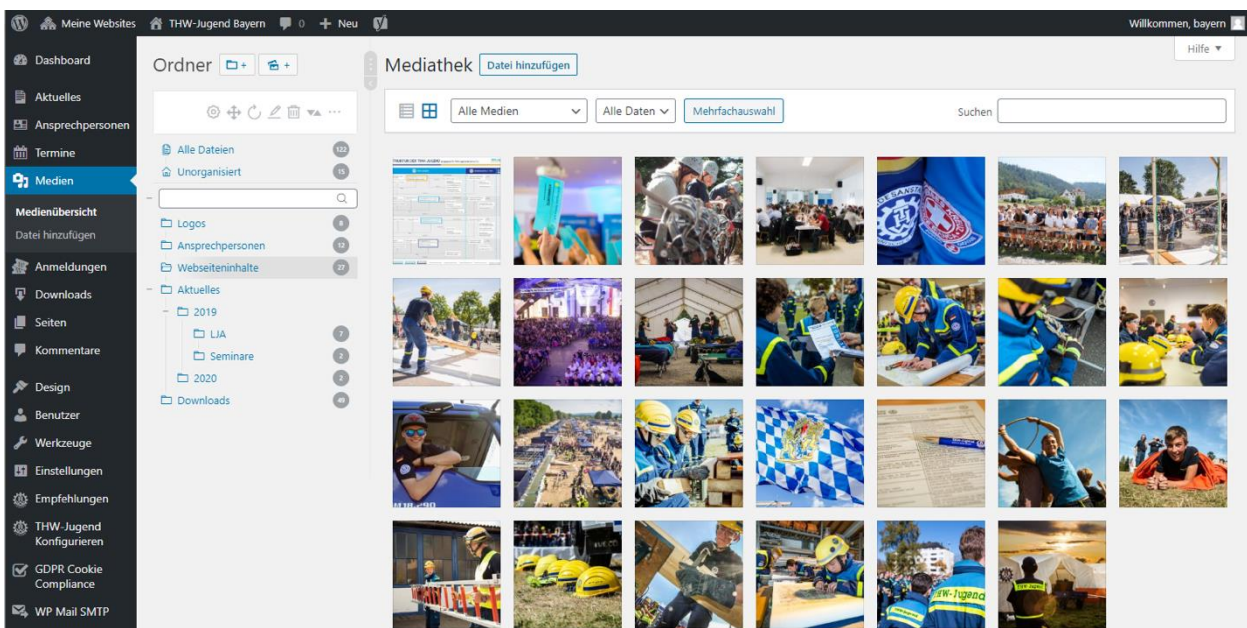 Meine Websites THW-Jugend Bayern 0 + Neu
Willkommen, bayern
Hilfe ▼
Dashboard
Aktuelles
Ansprechpersonen
Termine
Medien
Medienübersicht
Datei hinzufügen
Anmeldungen
Downloads
Seiten
Kommentare
Design
Benutzer
Werkzeuge
Einstellungen
Empfehlungen
THW-Jugend
Konfigurieren
GDPR Cookie
Compliance
WP Mail SMTP
Ordner
Alle Dateien 122
Unorganisiert 15
Logos 8
Ansprechpersonen 12
Webseiteninhalte 27
Aktuelles
2019
LJA 7
Seminare 2
2020 2
Downloads 49
Mediathek Datei hinzufügen
Alle Medien Alle Daten Mehrfachauswahl Suchen
THW-Jugend